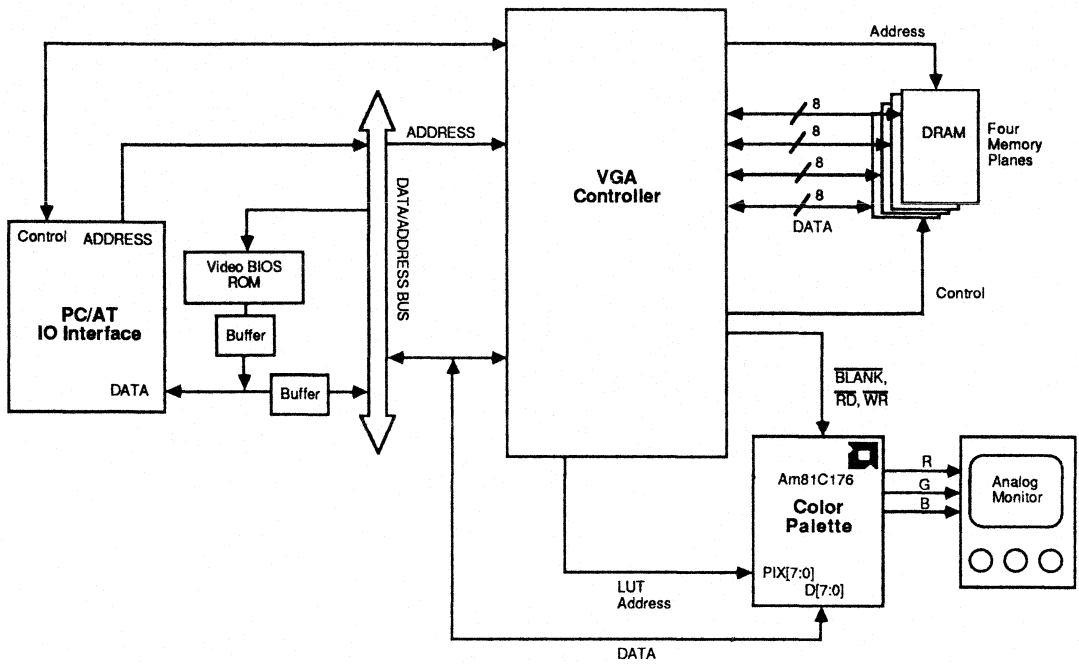 Address
8
8
8
8
DATA
DRAM
Four
Memory
Planes
ADDRESS
VGA
Controller
DATA/ADDRESS BUS
Control
ADDRESS
PC/AT
IO Interface
DATA
Video BIOS
ROM
Buffer
Buffer
Control
BLANK,
RD, WR
Am81C176
Color
Palette
PIX[7:0]
D[7:0]
R
G
B
Analog
Monitor
LUT
Address
DATA